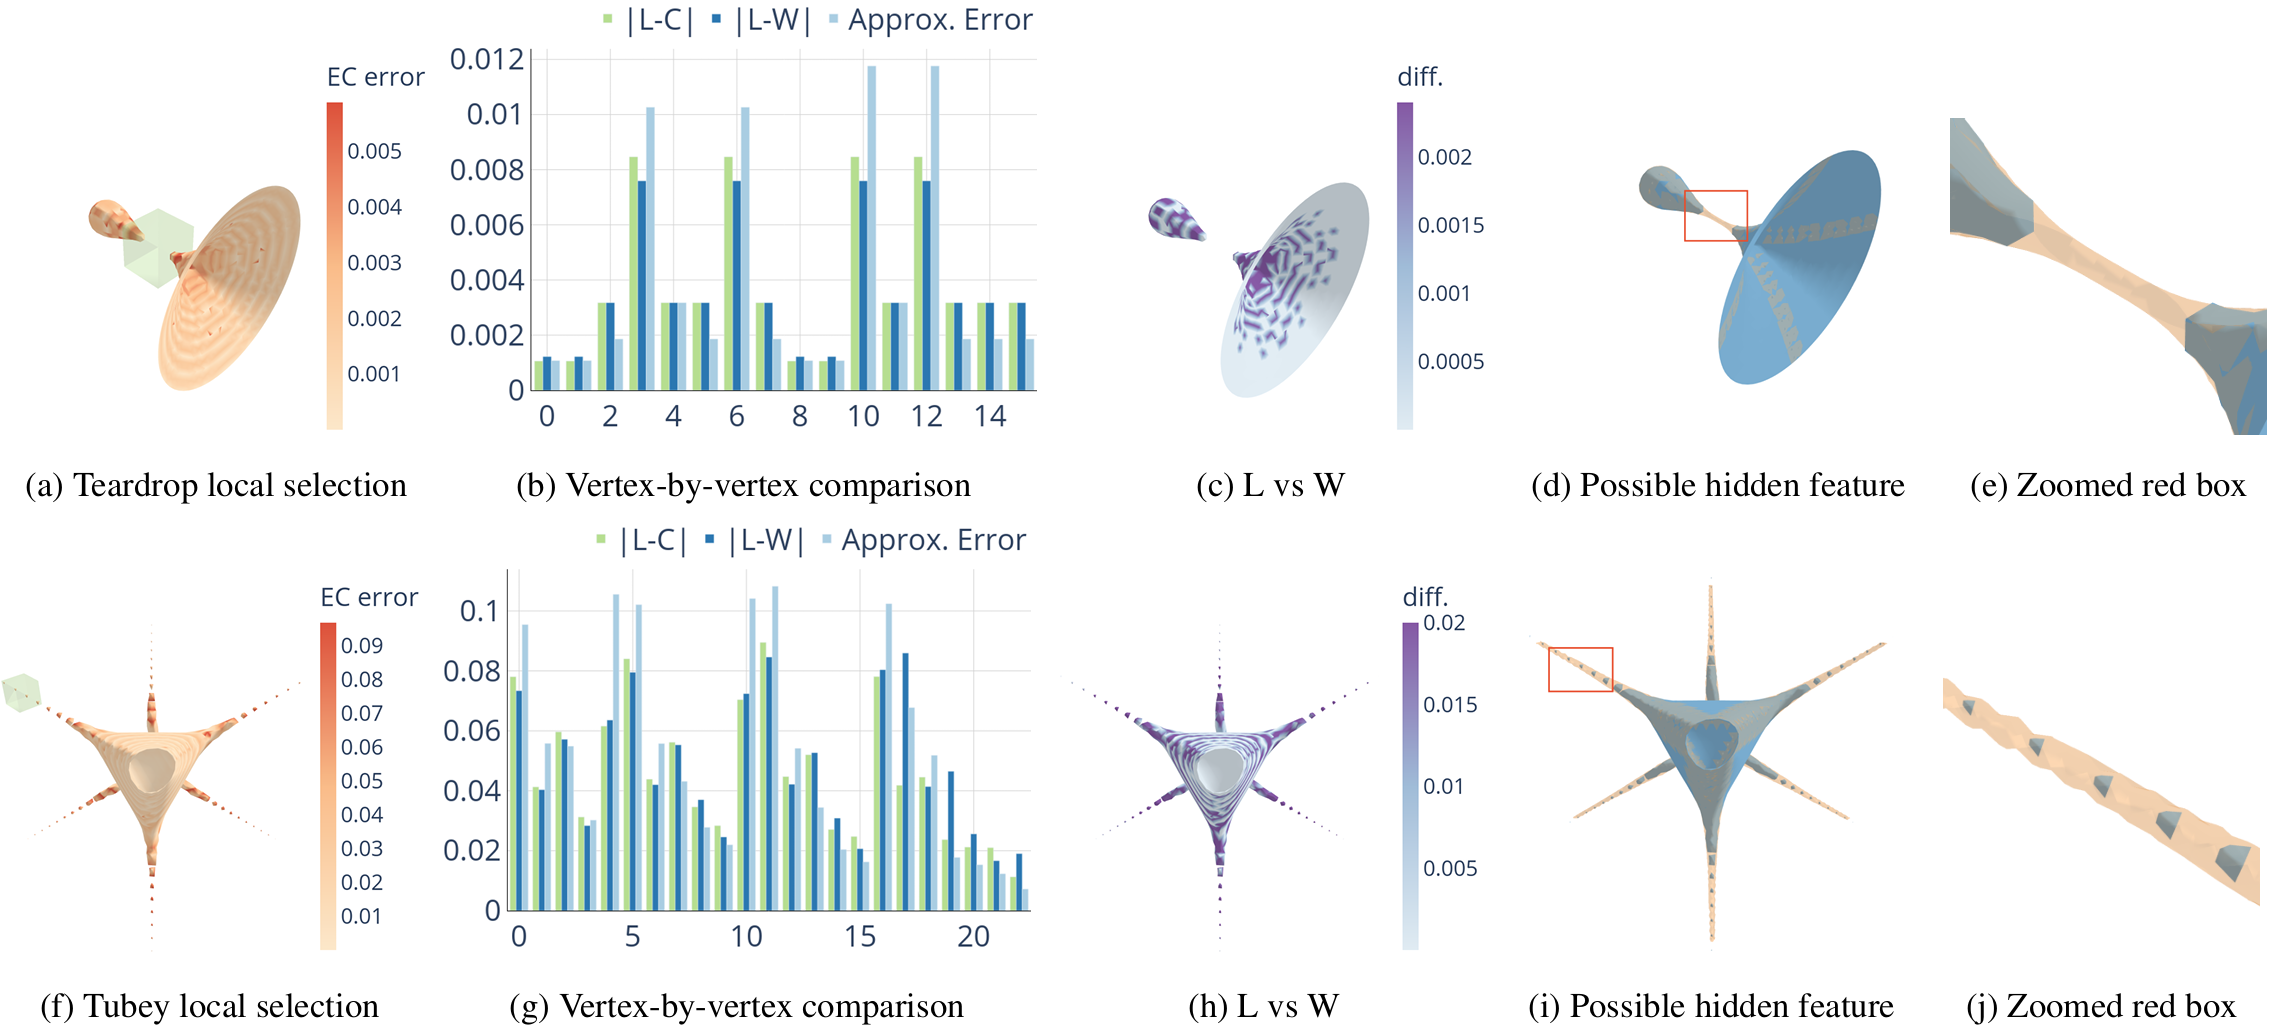 |L-C| |L-W| Approx. Error
EC error
0.005
0.004
0.003
0.002
0.001
0.012
0.01
0.008
0.006
0.004
0.002
0
0 2 4 6 8 10 12 14
diff.
0.002
0.0015
0.001
0.0005
(a) Teardrop local selection
(b) Vertex-by-vertex comparison
(c) L vs W
(d) Possible hidden feature
(e) Zoomed red box
|L-C| |L-W| Approx. Error
EC error
0.09
0.08
0.07
0.06
0.05
0.04
0.03
0.02
0.01
0.1
0.08
0.06
0.04
0.02
0
0 5 10 15 20
diff.
0.02
0.015
0.01
0.005
(f) Tubey local selection
(g) Vertex-by-vertex comparison
(h) L vs W
(i) Possible hidden feature
(j) Zoomed red box